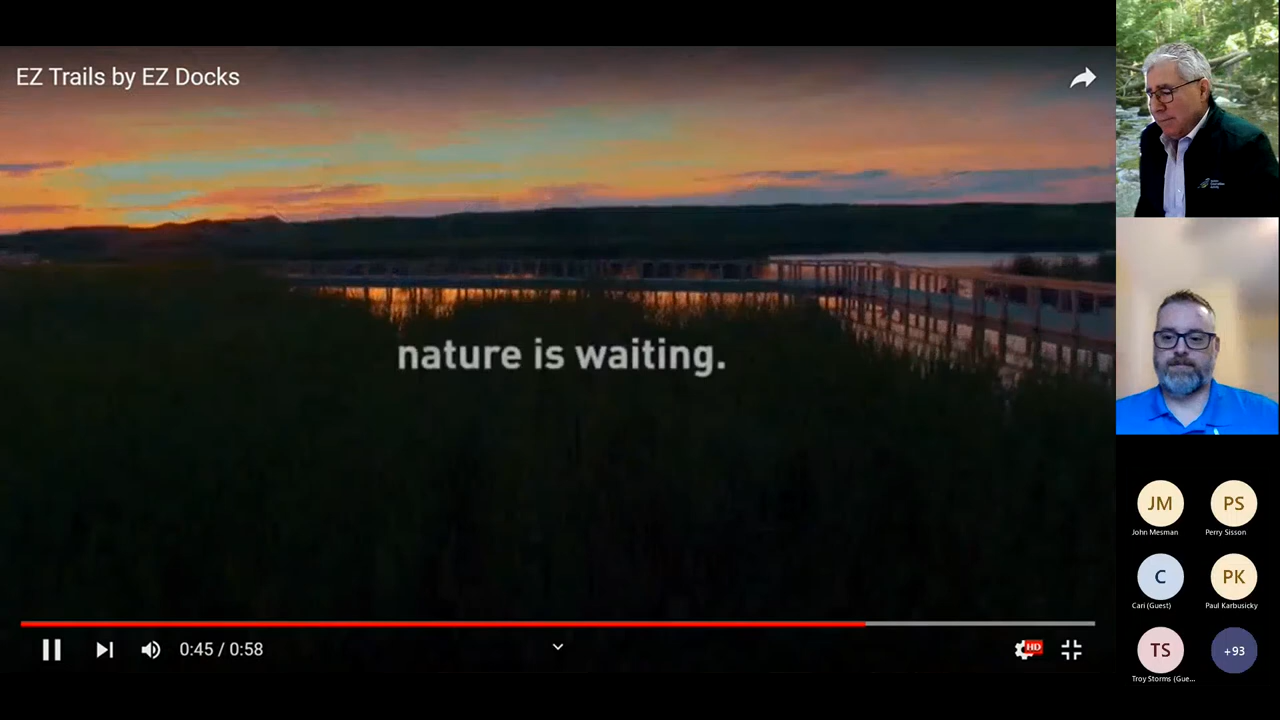 EZ Trails by EZ Docks
nature is waiting.
0:45 / 0:58
HD
JM
PS
John Mesman
Perry Sisson
C
PK
Cari (Guest)
Paul Karbusicky
TS
+93
Troy Storms (Gue...